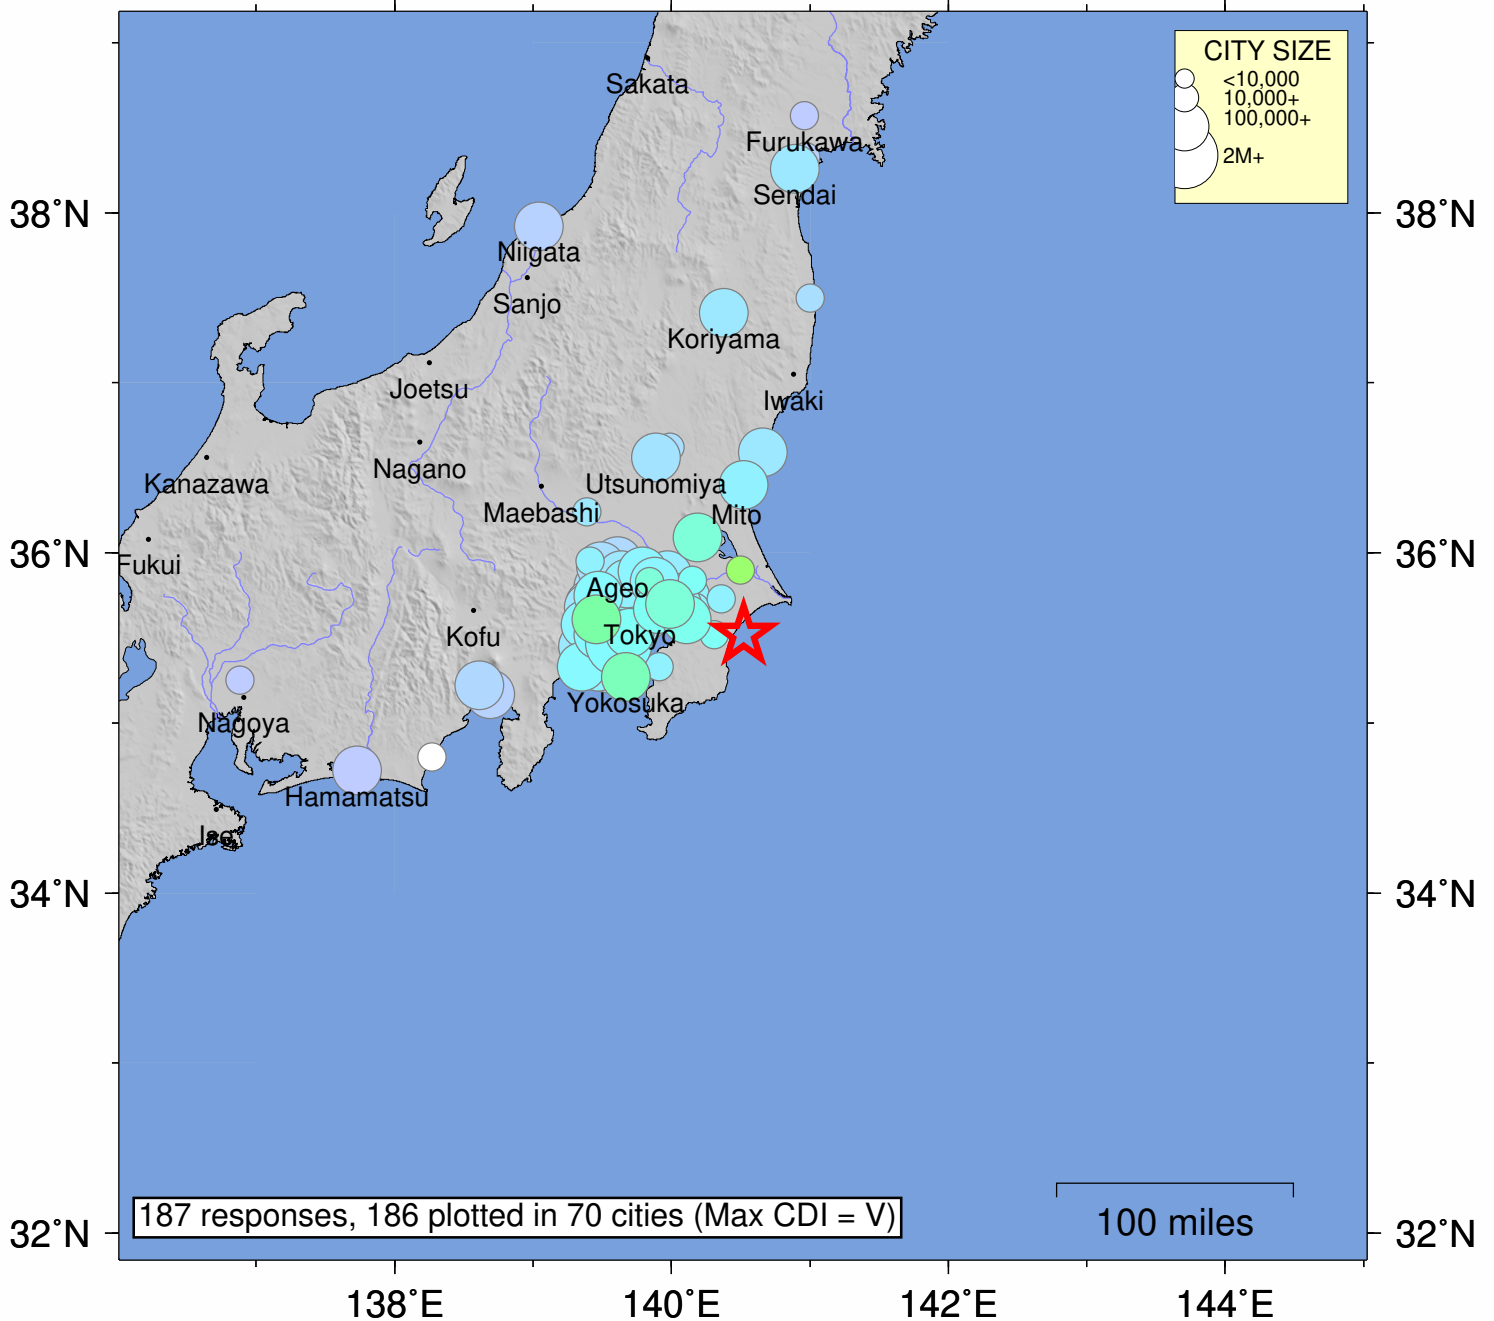 CITY SIZE
<10,000
10,000+
100,000+
2M+
Sakata
Furukawa
Sendai
38°N
38°N
Niigata
Sanjo
Koriyama
Joetsu
Iwaki
Nagano
Kanazawa
Utsunomiya
Maebashi
Mito
36°N
36°N
Fukui
Ageo
Kofu
Tokyo
Yokosuka
Nagoya
Hamamatsu
Ise
34°N
34°N
187 responses, 186 plotted in 70 cities (Max CDI = V)
100 miles
32°N
32°N
138°E
140°E
142°E
144°E